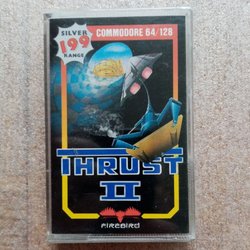 SILVER
199
RANGE
COMMODORE 64/128
THRUST
II
FIREBIRD